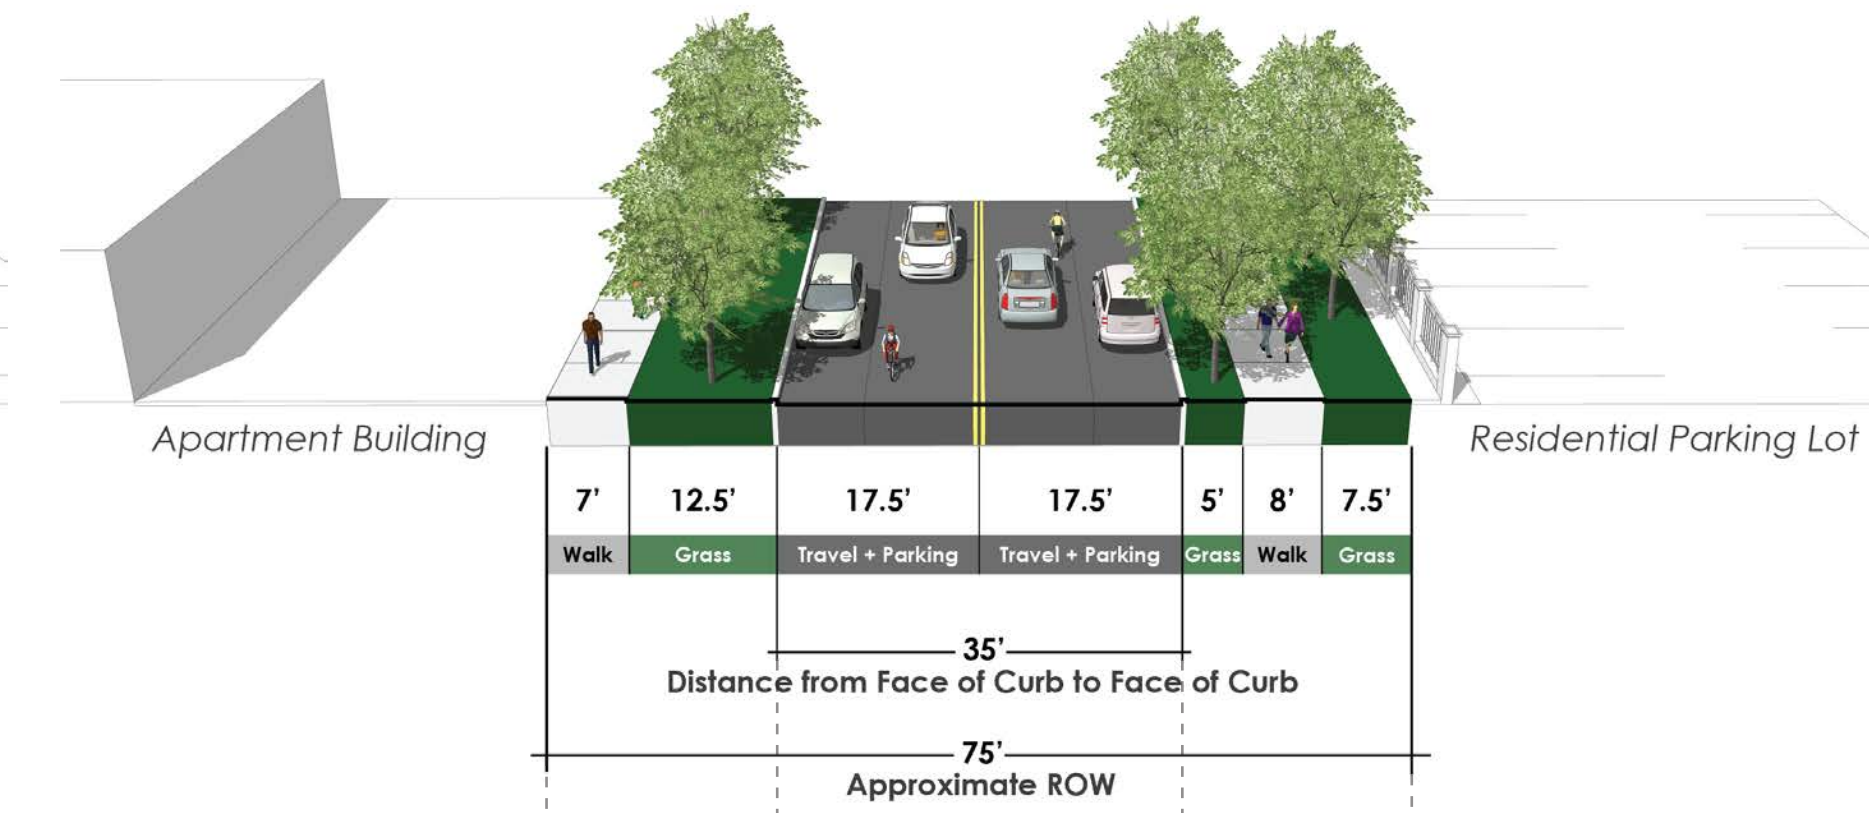 Apartment Building
Residential Parking Lot
7’ 12.5’ 17.5’ 17.5’ 5’ 8’ 7.5’
Walk Grass Travel + Parking Travel + Parking Grass Walk Grass
35’
Distance from Face of Curb to Face of Curb
75’
Approximate ROW